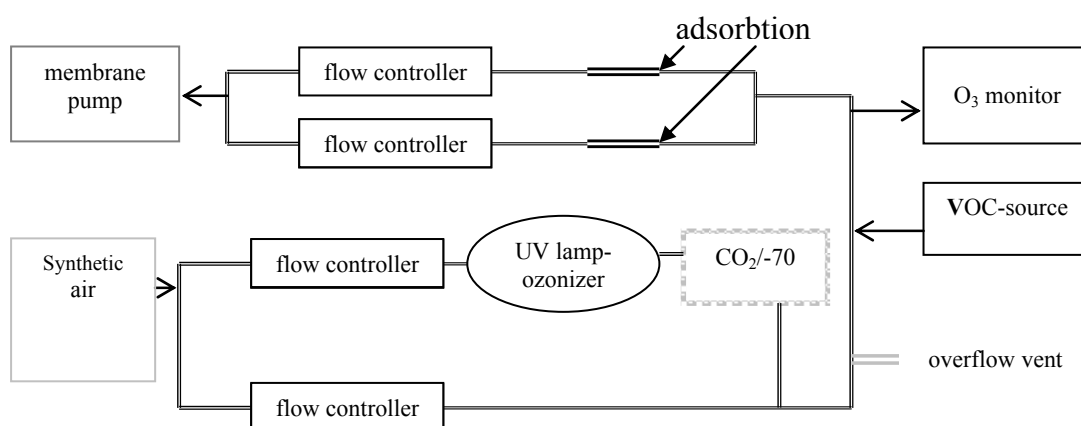 adsorbtion
membrane
pump
flow controller
flow controller
O₃ monitor
VOC-source
Synthetic
air
flow controller
UV lamp-
ozonizer
CO₂/-70
overflow vent
flow controller